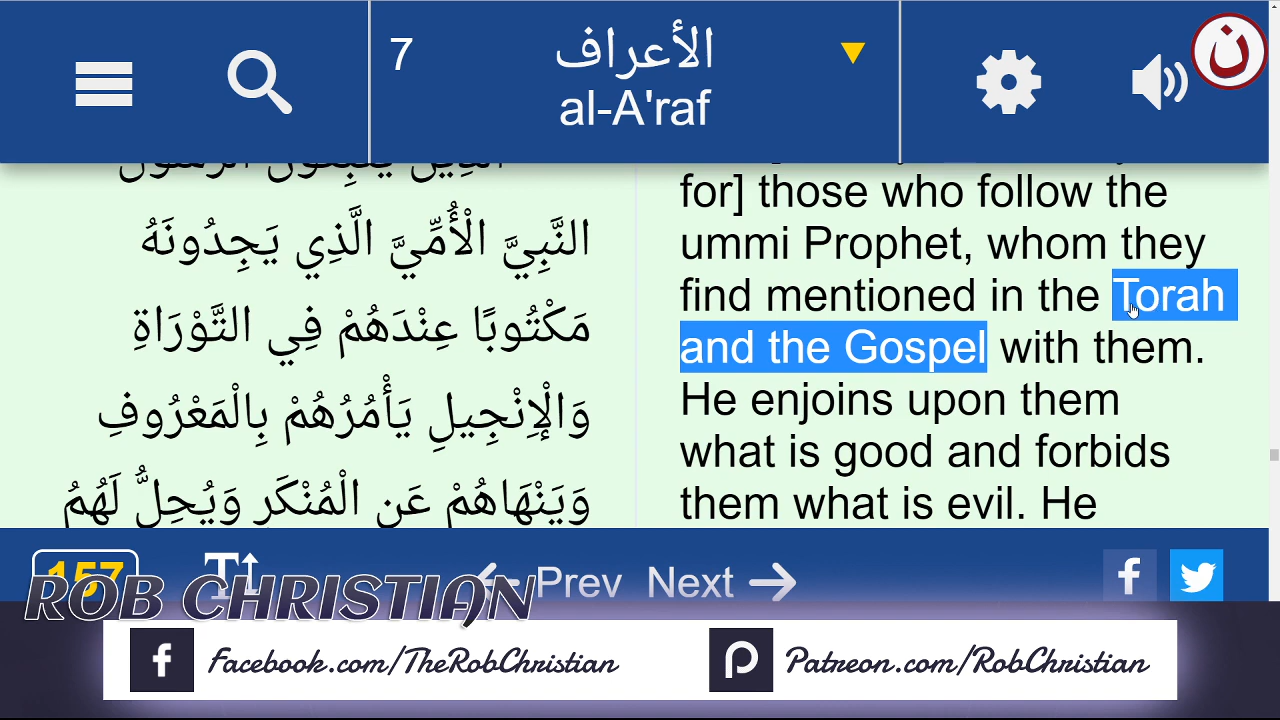 7
الأعراف
al-A'raf
ن
النَّبِيَّ الْأُمِّيَّ الَّذِي يَجِدُونَهُ
مَكْتُوبًا عِنْدَهُمْ فِي التَّوْرَاةِ
وَالْإِنْجِيلِ يَأْمُرُهُمْ بِالْمَعْرُوفِ
وَيَنْهَاهُمْ عَنِ الْمُنْكَرِ وَيُحِلُّ لَهُمُ
for] those who follow the
ummi Prophet, whom they
find mentioned in the Torah
and the Gospel with them.
He enjoins upon them
what is good and forbids
them what is evil. He
157
T
Prev Next
ROB CHRISTIAN
Facebook.com/TheRobChristian
Patreon.com/RobChristian